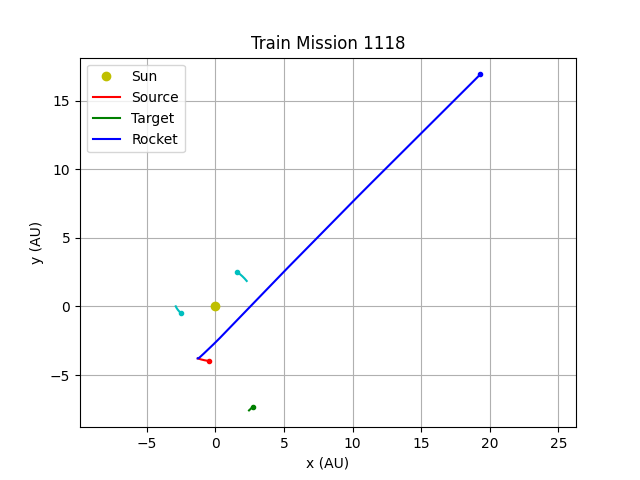 Train Mission 1118
Sun
Source
Target
Rocket
15
10
5
0
−5
y (AU)
−5
0
5
10
15
20
25
x (AU)